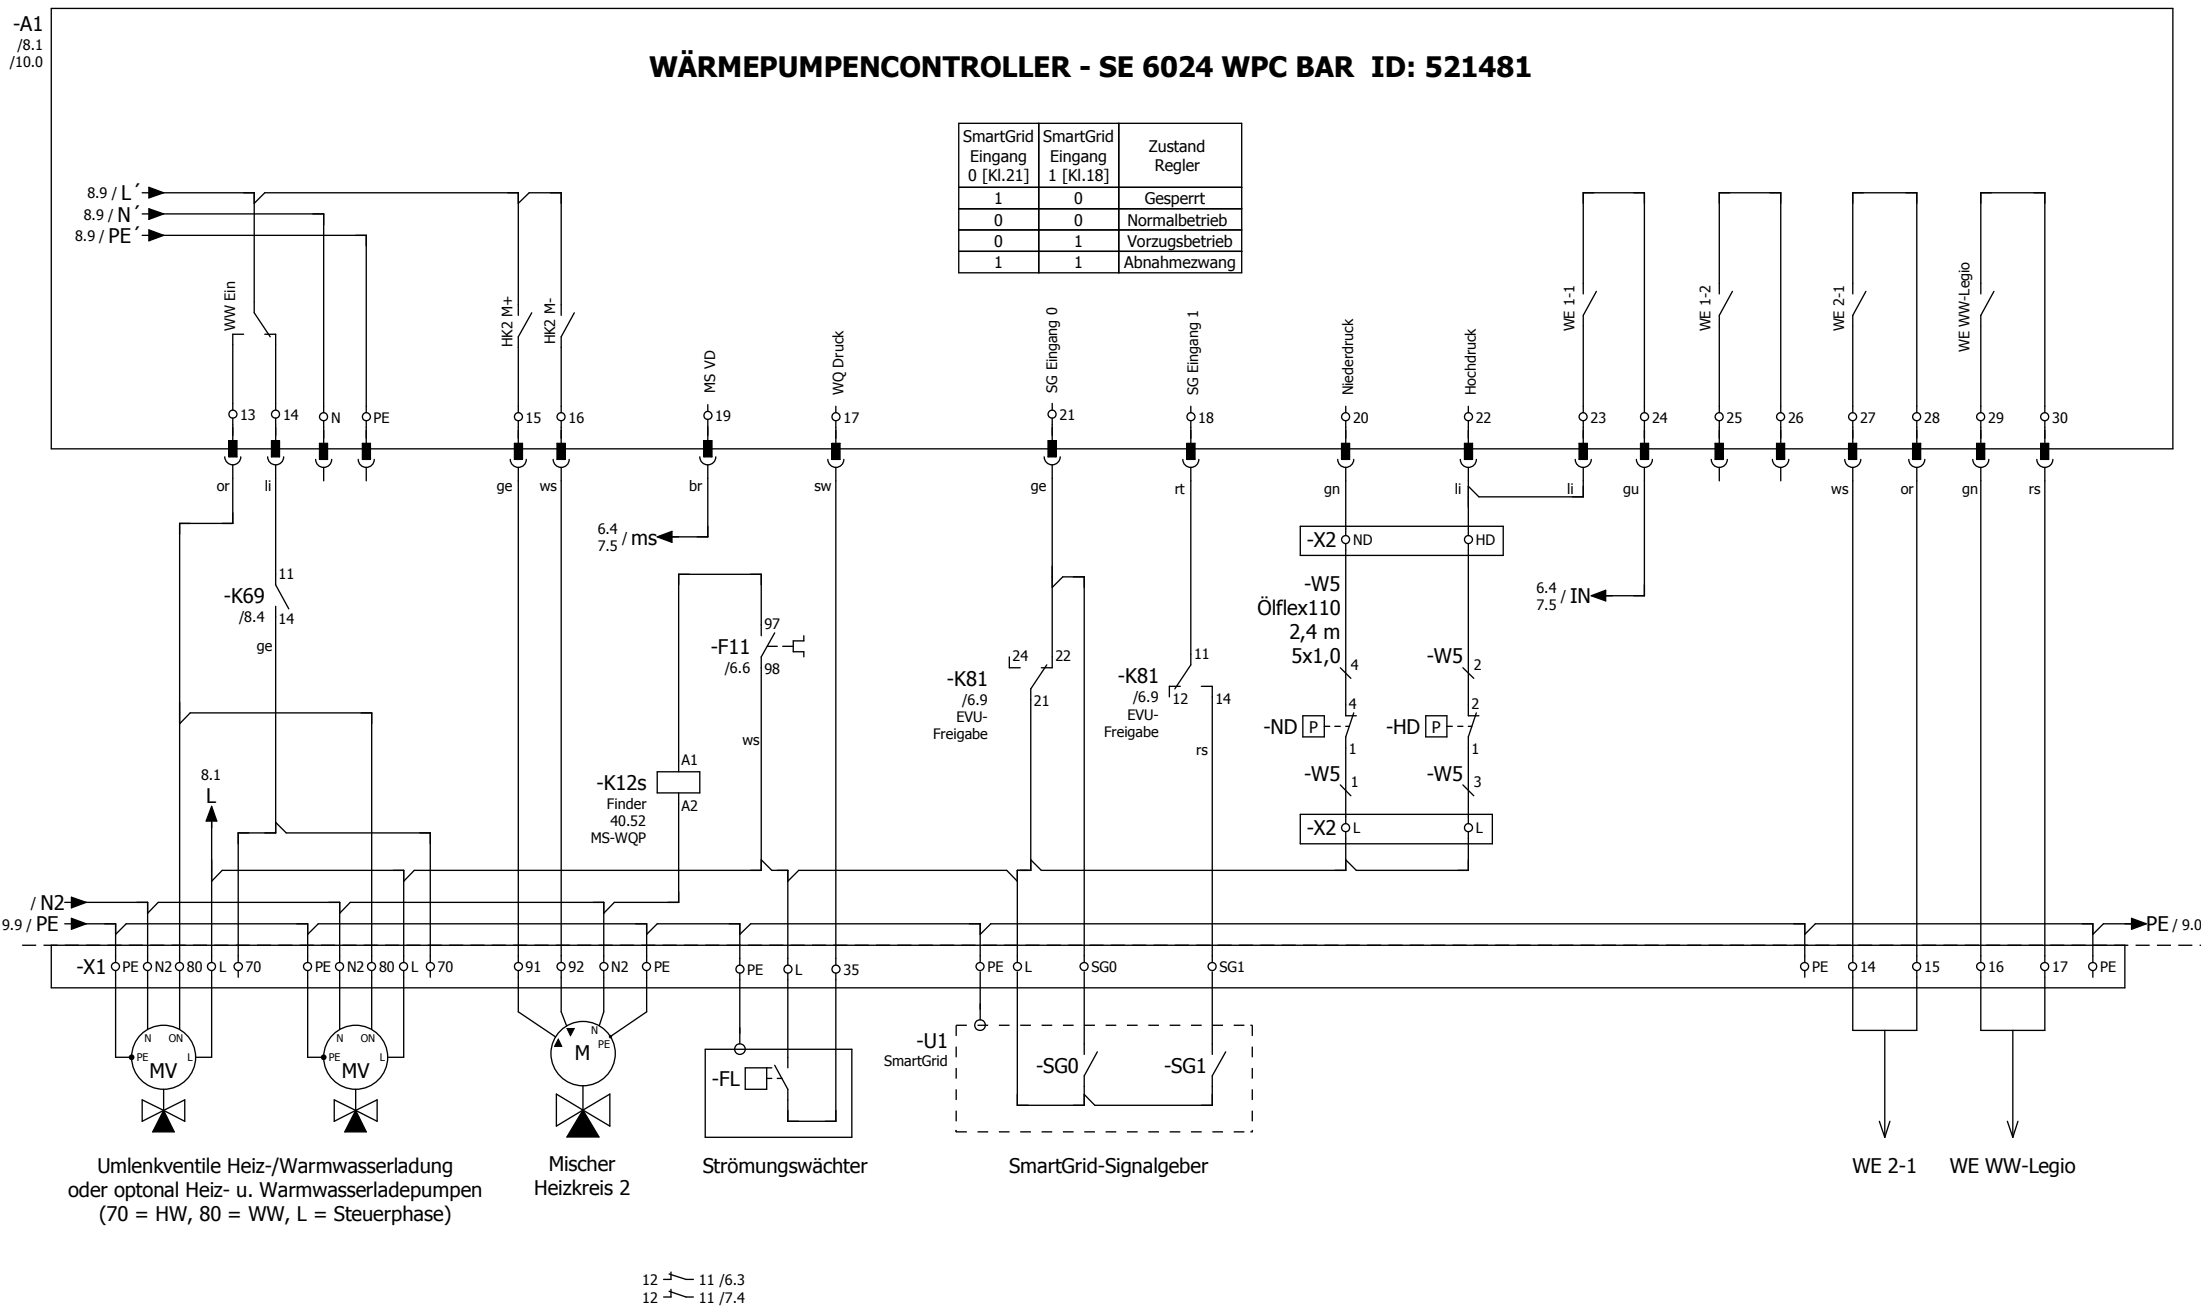 -A1
/8.1
/10.0
WÄRMEPUMPENCONTROLLER - SE 6024 WPC BAR ID: 521481
SmartGrid Eingang 0 [Kl.21] SmartGrid Eingang 1 [Kl.18] Zustand Regler
1 0 Gesperrt
0 0 Normalbetrieb
0 1 Vorzugsbetrieb
1 1 Abnahmezwang
8.9 / L´
8.9 / N´
8.9 / PE´
WW Ein
HK2 M+
HK2 M-
MS VD
WQ Druck
SG Eingang 0
SG Eingang 1
Niederdruck
Hochdruck
WE 1-1
WE 1-2
WE 2-1
WE WW-Legio
13 14 N PE 15 16 19 17 21 18 20 22 23 24 25 26 27 28 29 30
or li ge ws br sw ge rt gn li li gu ws or gn rs
6.4
7.5 / ms
-X2 ND HD
-K69
/8.4
11
14
ge
-W5
Ölflex110
2,4 m
5x1,0
4
6.4
7.5 / IN
-F11
/6.6
97
98
-K81
/6.9
EVU-
Freigabe
24 22
21
-K81
/6.9
EVU-
Freigabe
11
12 14
-W5 2
-ND P 4
1
-HD P 2
1
ws
rs
8.1
L
-K12s
Finder
40.52
MS-WQP
A1
A2
-W5 1
-W5 3
-X2 L L
/ N2
9.9 / PE
PE / 9.0
-X1 PE N2 80 L 70 PE N2 80 L 70 91 92 N2 PE PE L 35 PE L SG0 SG1 PE 14 15 16 17 PE
N ON
PE L
MV
N ON
PE L
MV
N
PE
M
-FL
-U1
SmartGrid
-SG0
-SG1
Umlenkventile Heiz-/Warmwasserladung
oder optonal Heiz- u. Warmwasserladepumpen
(70 = HW, 80 = WW, L = Steuerphase)
Mischer
Heizkreis 2
Strömungswächter
SmartGrid-Signalgeber
WE 2-1
WE WW-Legio
12 11 /6.3
12 11 /7.4